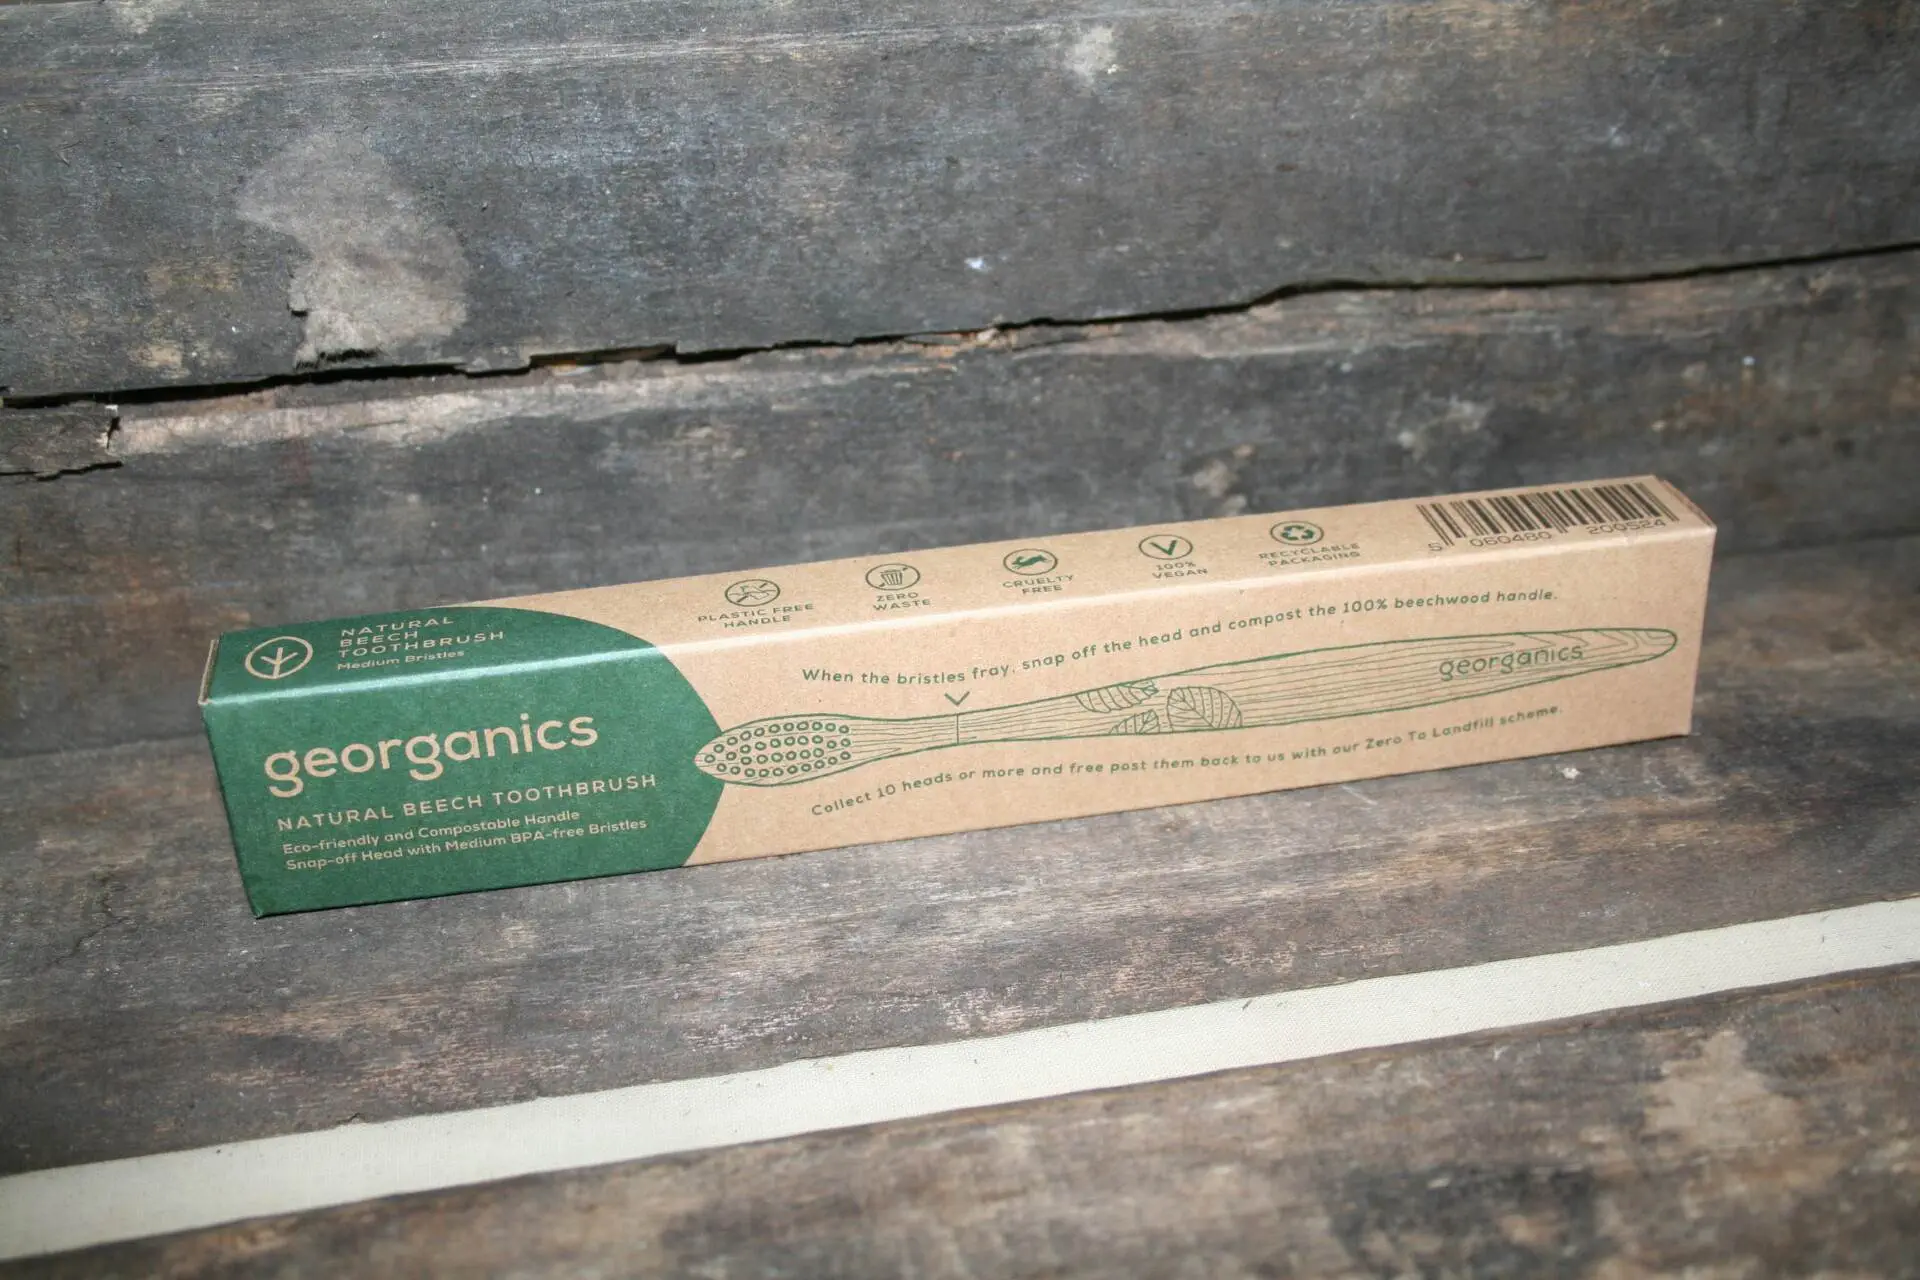 NATURAL
BEECH
TOOTHBRUSH
Medium Bristles
PLASTIC FREE
HANDLE
ZERO
WASTE
CRUELTY
FREE
100%
VEGAN
RECYCLABLE
PACKAGING
5 060480 200524
georganics
NATURAL BEECH TOOTHBRUSH
Eco-friendly and Compostable Handle
Snap-off Head with Medium BPA-free Bristles
When the bristles fray, snap off the head and compost the 100% beechwood handle.
georganics
Collect 10 heads or more and free post them back to us with our Zero To Landfill scheme.